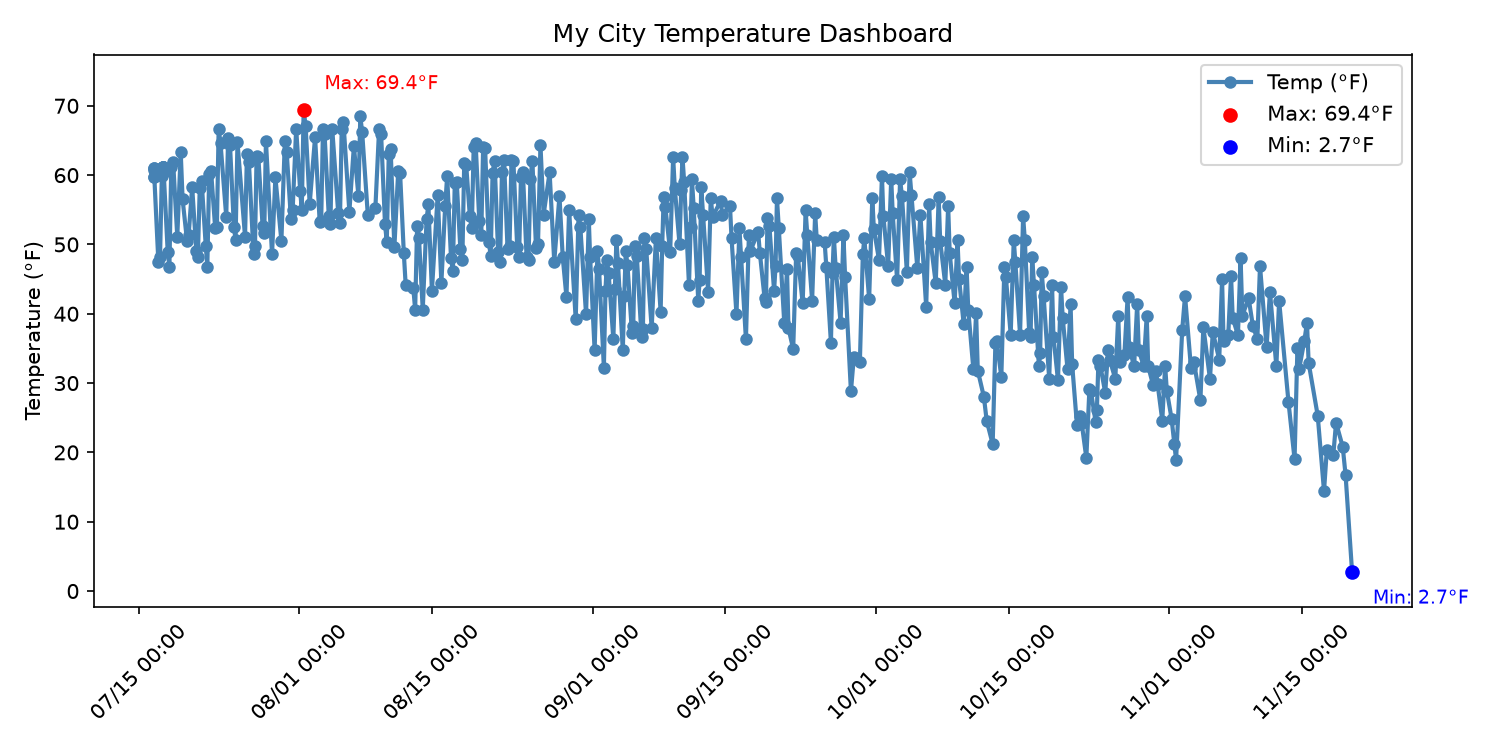 My City Temperature Dashboard
Max: 69.4°F
Temp (°F)
Max: 69.4°F
Min: 2.7°F
Temperature (°F)
70
60
50
40
30
20
10
0
Min: 2.7°F
07/15 00:00
08/01 00:00
08/15 00:00
09/01 00:00
09/15 00:00
10/01 00:00
10/15 00:00
11/01 00:00
11/15 00:00